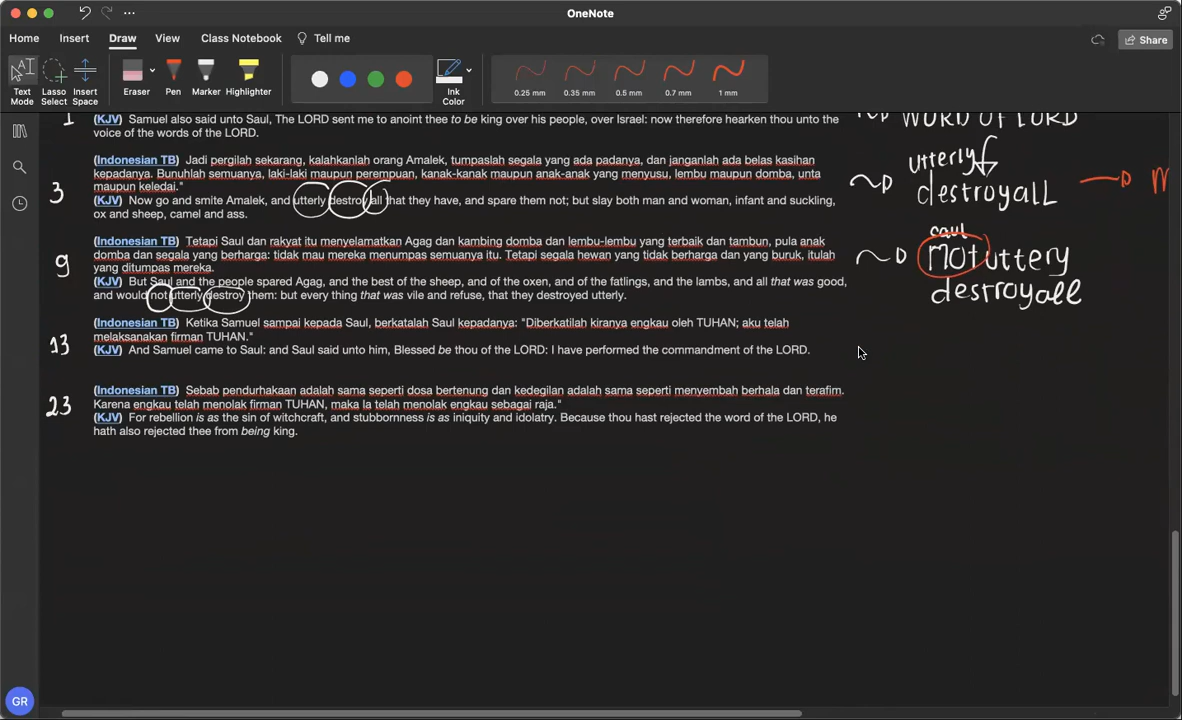 OneNote
Home Insert Draw View Class Notebook Tell me
Share
Text Mode
Lasso Select
Insert Space
Eraser
Pen
Marker
Highlighter
Ink Color
0.25 mm 0.35 mm 0.5 mm 0.7 mm 1 mm
1
(KJV) Samuel also said unto Saul, The LORD sent me to anoint thee to be king over his people, over Israel: now therefore hearken thou unto the
voice of the words of the LORD.
WORD OF LORD
3
(Indonesian TB) Jadi pergilah sekarang, kalahkanlah orang Amalek, tumpaslah segala yang ada padanya, dan janganlah ada belas kasihan
kepadanya. Bunuhlah semuanya, laki-laki maupun perempuan, kanak-kanak maupun anak-anak yang menyusu, lembu maupun domba, unta
maupun keledai."
(KJV) Now go and smite Amalek, and utterly destroy all that they have, and spare them not; but slay both man and woman, infant and suckling,
ox and sheep, camel and ass.
utterly
destroyall
9
(Indonesian TB) Tetapi Saul dan rakyat itu menyelamatkan Agag dan kambing domba dan lembu-lembu yang terbaik dan tambun, pula anak
domba dan segala yang berharga: tidak mau mereka menumpas semuanya itu. Tetapi segala hewan yang tidak berharga dan yang buruk, itulah
yang ditumpas mereka.
(KJV) But Saul and the people spared Agag, and the best of the sheep, and of the oxen, and of the fatlings, and the lambs, and all that was good,
and would not utterly destroy them: but every thing that was vile and refuse, that they destroyed utterly.
saul
not uttery
destroyall
13
(Indonesian TB) Ketika Samuel sampai kepada Saul, berkatalah Saul kepadanya: "Diberkatilah kiranya engkau oleh TUHAN; aku telah
melaksanakan firman TUHAN."
(KJV) And Samuel came to Saul: and Saul said unto him, Blessed be thou of the LORD: I have performed the commandment of the LORD.
23
(Indonesian TB) Sebab pendurhakaan adalah sama seperti dosa bertenung dan kedegilan adalah sama seperti menyembah berhala dan terafim.
Karena engkau telah menolak firman TUHAN, maka Ia telah menolak engkau sebagai raja."
(KJV) For rebellion is as the sin of witchcraft, and stubbornness is as iniquity and idolatry. Because thou hast rejected the word of the LORD, he
hath also rejected thee from being king.
GR